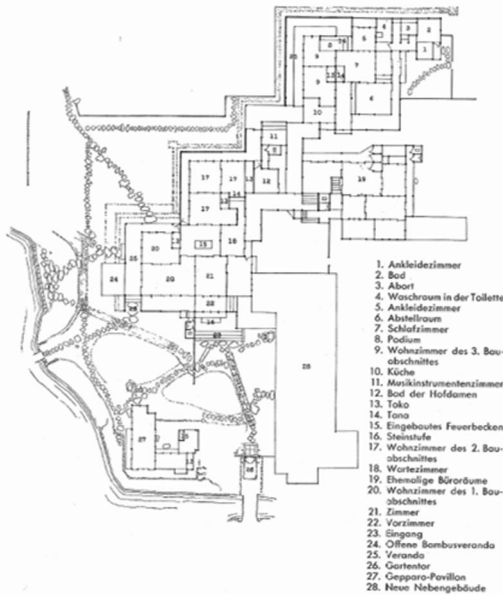 1. Ankleidezimmer
2. Bad
3. Abort
4. Waschraum in der Toilette
5. Ankleidezimmer
6. Abstellraum
7. Schlafzimmer
8. Podium
9. Wohnzimmer des 3. Bau-
abschnittes
10. Küche
11. Musikinstrumentenzimmer
12. Bad der Hofdamen
13. Toko
14. Tana
15. Eingebautes Feuerbecken
16. Steinstufe
17. Wohnzimmer des 2. Bau-
abschnittes
18. Wartezimmer
19. Ehemalige Büroräume
20. Wohnzimmer des 1. Bau-
abschnittes
21. Zimmer
22. Vorzimmer
23. Eingang
24. Offene Bambusveranda
25. Veranda
26. Gartentor
27. Gepparo-Pavillon
28. Neue Nebengebäude